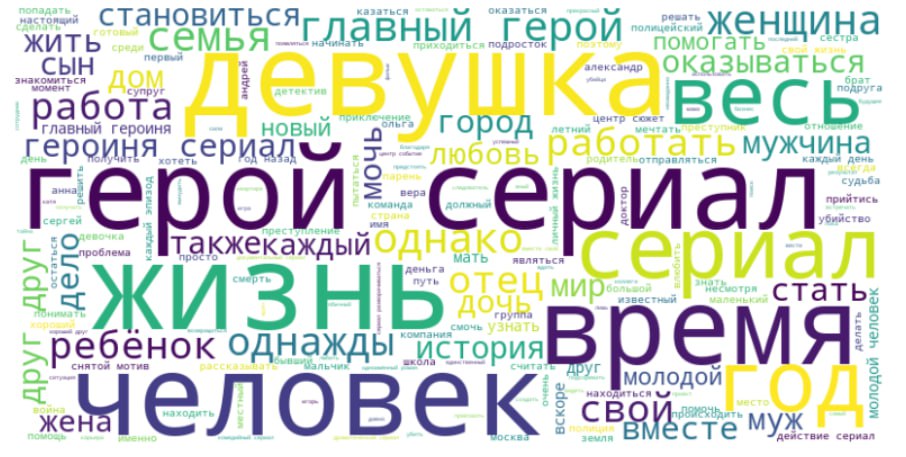 попадать
казаться
оказаться
настоящий
становиться
главный герой
женщина
сделать
готовый
решать
полицейский
сестра
жить
семья
среди
начинать
приходиться
подросток
поэтому
помогать
свой жизнь
сын
первый
девушка
андрей
александр
оказываться
знакомиться
момент
дом
супруг
детектив
брат
подруга
работа
приключение
весь
центр сюжет
главный героиня
ольга
город
летний
мечтать
преступник
отношение
героиня сериал
новый
мочь
работать
мужчина
любовь
день
получить
хотеть
год назад
родитель
отправляться
каждый день
всегда
судьба
герой сериал
пытаться
парень
анна
решить
эпизод
каждый
вера
команда
должный
личный жизнь
доктор
прийтись
убийство
сергей
преступление
страна
имя
девочка
также
каждый
однако
сериал
проблема
просто
мать
являться
друг друг
дело
остаться
жизнь
смерть
деньга
путь
отец
мир
влюбить
знать
несмотря
стать
понимать
дочь
группа
большой
известный
маленький
хороший
ребёнок
однажды
компания
смочь
узнать
время
делать
молодой человек
история
снятой мотив
бывший
рассказывать
мальчик
школа
считать
друг
молодой
год
человек
очень
вскоре
находиться
место
война
жена
находить
местный
свой
помочь
происходить
муж
помощь
именно
москва
полиция
земля
вместе
действие сериал